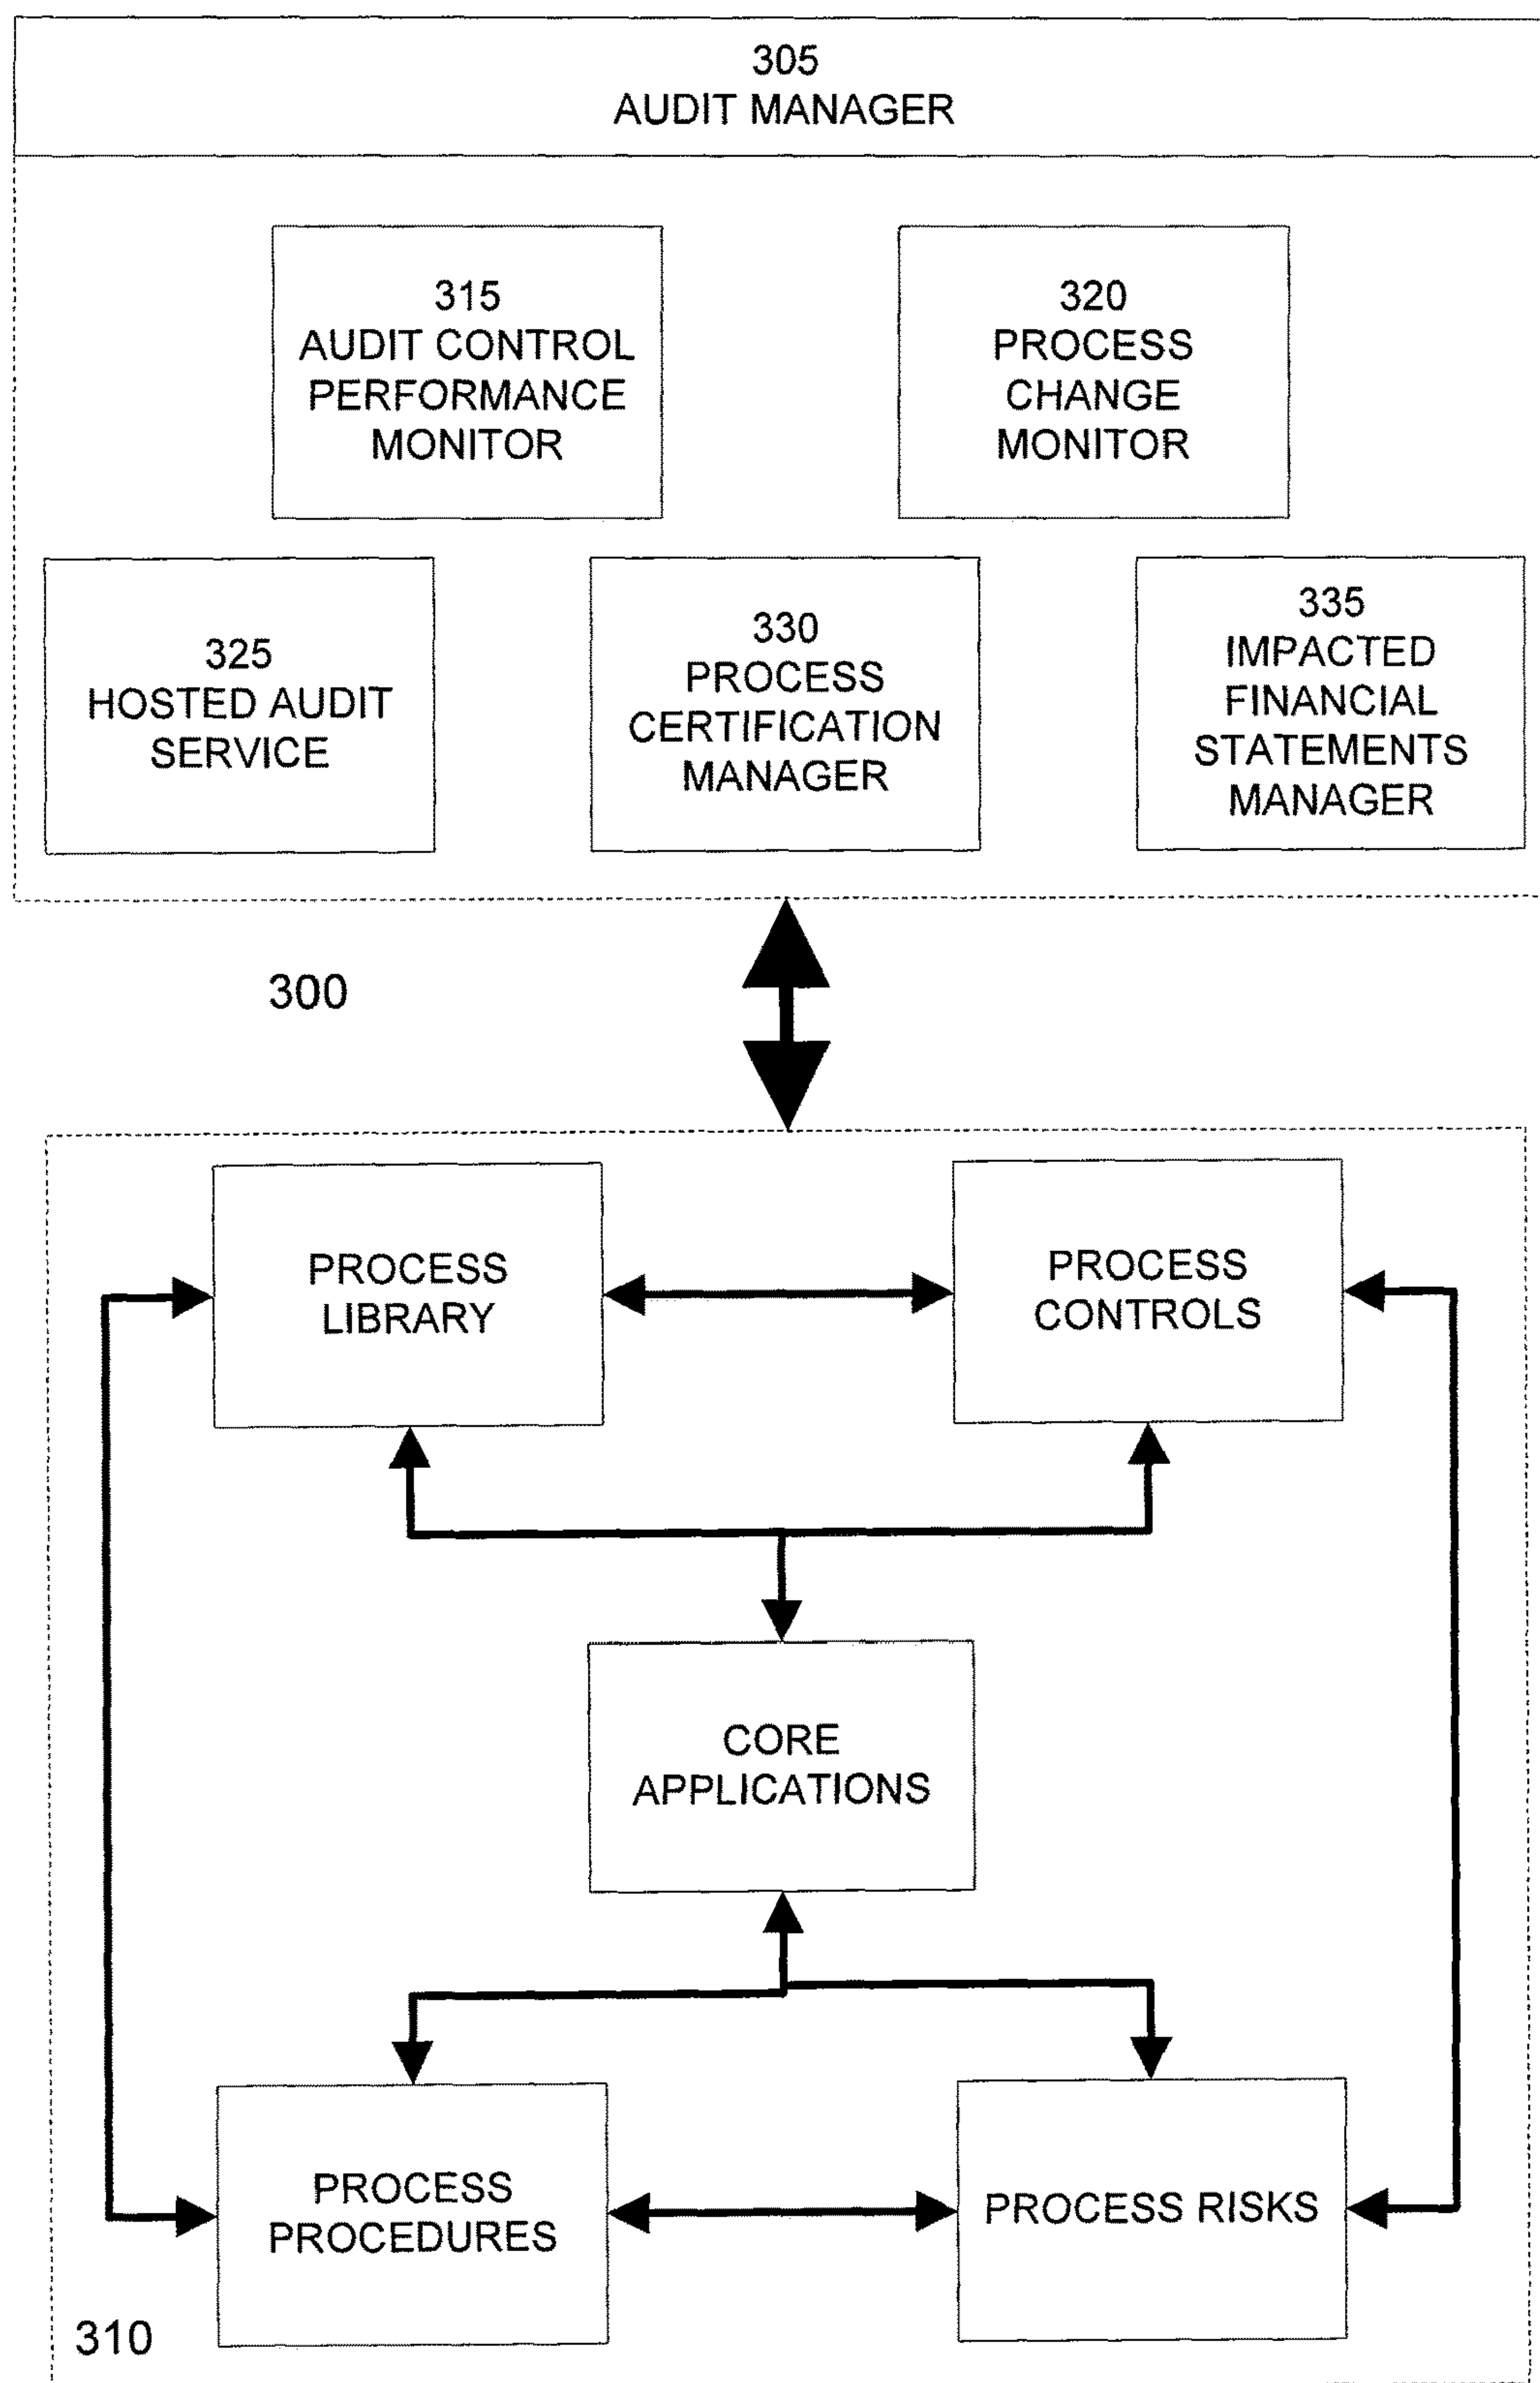 305
AUDIT MANAGER
315
AUDIT CONTROL
PERFORMANCE
MONITOR
320
PROCESS
CHANGE
MONITOR
325
HOSTED AUDIT
SERVICE
330
PROCESS
CERTIFICATION
MANAGER
335
IMPACTED
FINANCIAL
STATEMENTS
MANAGER
300
PROCESS
LIBRARY
PROCESS
CONTROLS
CORE
APPLICATIONS
PROCESS
PROCEDURES
PROCESS RISKS
310